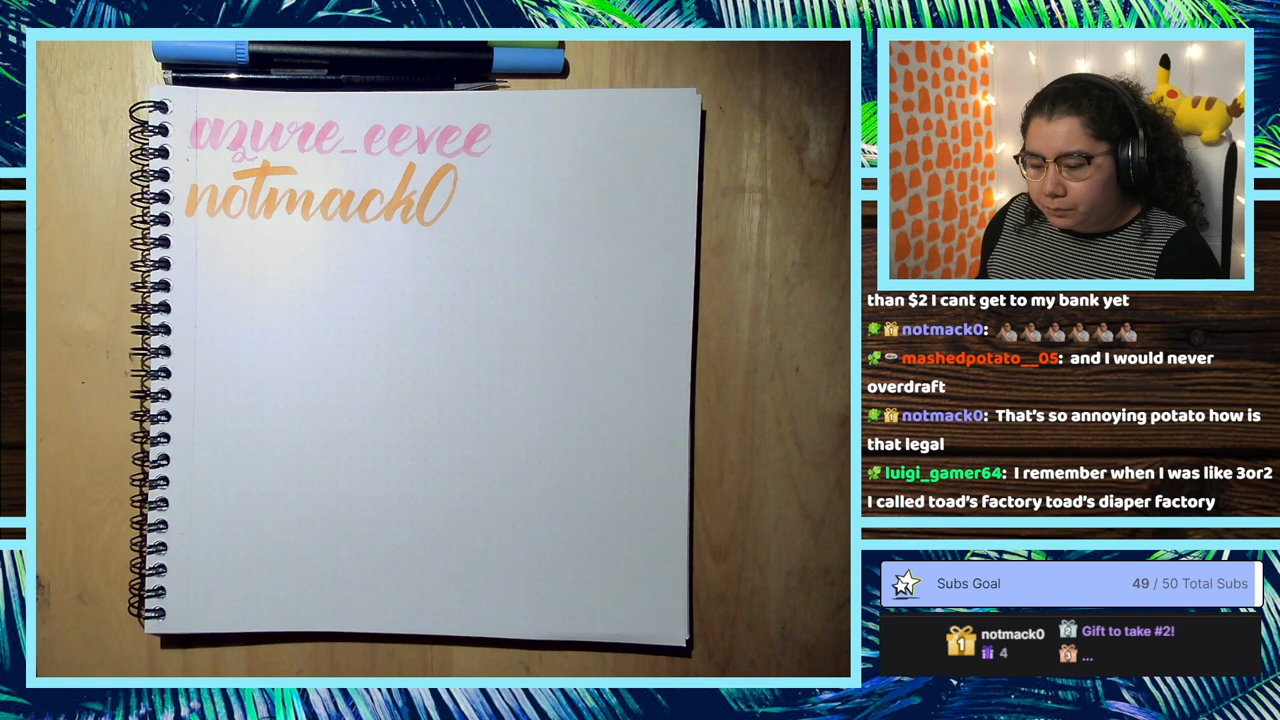 azure_eevee
notmack0
than $2 I cant get to my bank yet
notmack0:
mashedpotato__05: and I would never
overdraft
notmack0: That's so annoying potato how is
that legal
luigi_gamer64: I remember when I was like 3or2
I called toad's factory toad's diaper factory
Subs Goal 49 / 50 Total Subs
1 notmack0
4
2 Gift to take #2!
3 ...